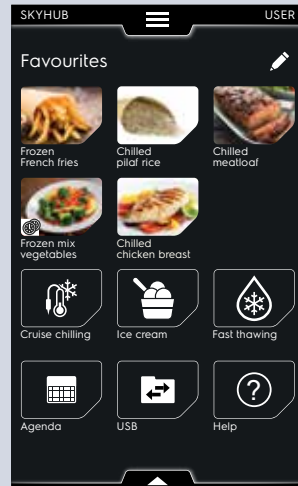 SKYHUB USER
Favourites
Frozen
French fries
Chilled
pilaf rice
Chilled
meatloaf
Frozen mix
vegetables
Chilled
chicken breast
Cruise chilling
Ice cream
Fast thawing
Agenda
USB
Help